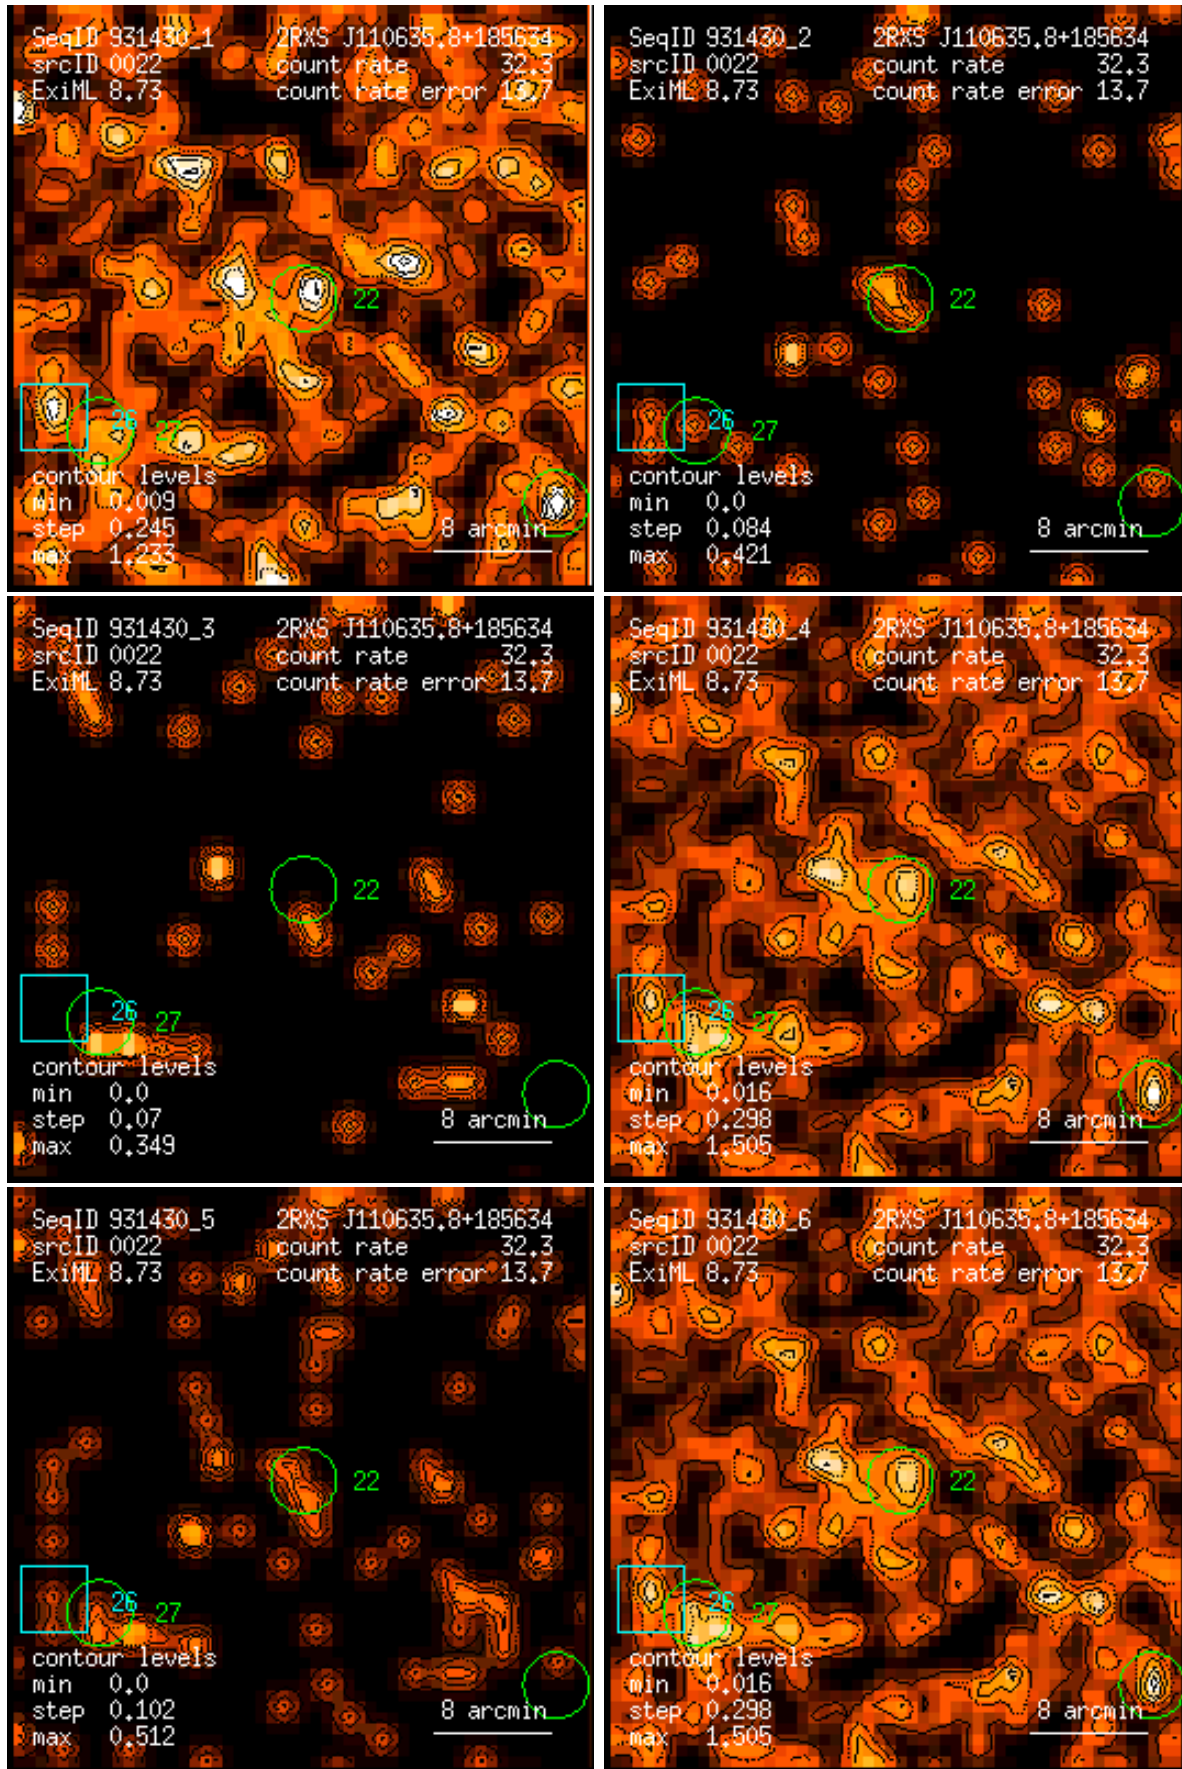 SeqID 931430_1 2RXS J110635.8+185634
srcID 0022 count rate 32.3
ExiML 8.73 count rate error 13.7
22
26
27
contour levels
min 0.009
step 0.245
max 1.233
8 arcmin
SeqID 931430_2 2RXS J110635.8+185634
srcID 0022 count rate 32.3
ExiML 8.73 count rate error 13.7
22
26
27
contour levels
min 0.0
step 0.084
max 0.421
8 arcmin
SeqID 931430_3 2RXS J110635.8+185634
srcID 0022 count rate 32.3
ExiML 8.73 count rate error 13.7
22
26
27
contour levels
min 0.0
step 0.07
max 0.349
8 arcmin
SeqID 931430_4 2RXS J110635.8+185634
srcID 0022 count rate 32.3
ExiML 8.73 count rate error 13.7
22
26
27
contour levels
min 0.016
step 0.298
max 1.505
8 arcmin
SeqID 931430_5 2RXS J110635.8+185634
srcID 0022 count rate 32.3
ExiML 8.73 count rate error 13.7
22
26
27
contour levels
min 0.0
step 0.102
max 0.512
8 arcmin
SeqID 931430_6 2RXS J110635.8+185634
srcID 0022 count rate 32.3
ExiML 8.73 count rate error 13.7
22
26
27
contour levels
min 0.016
step 0.298
max 1.505
8 arcmin